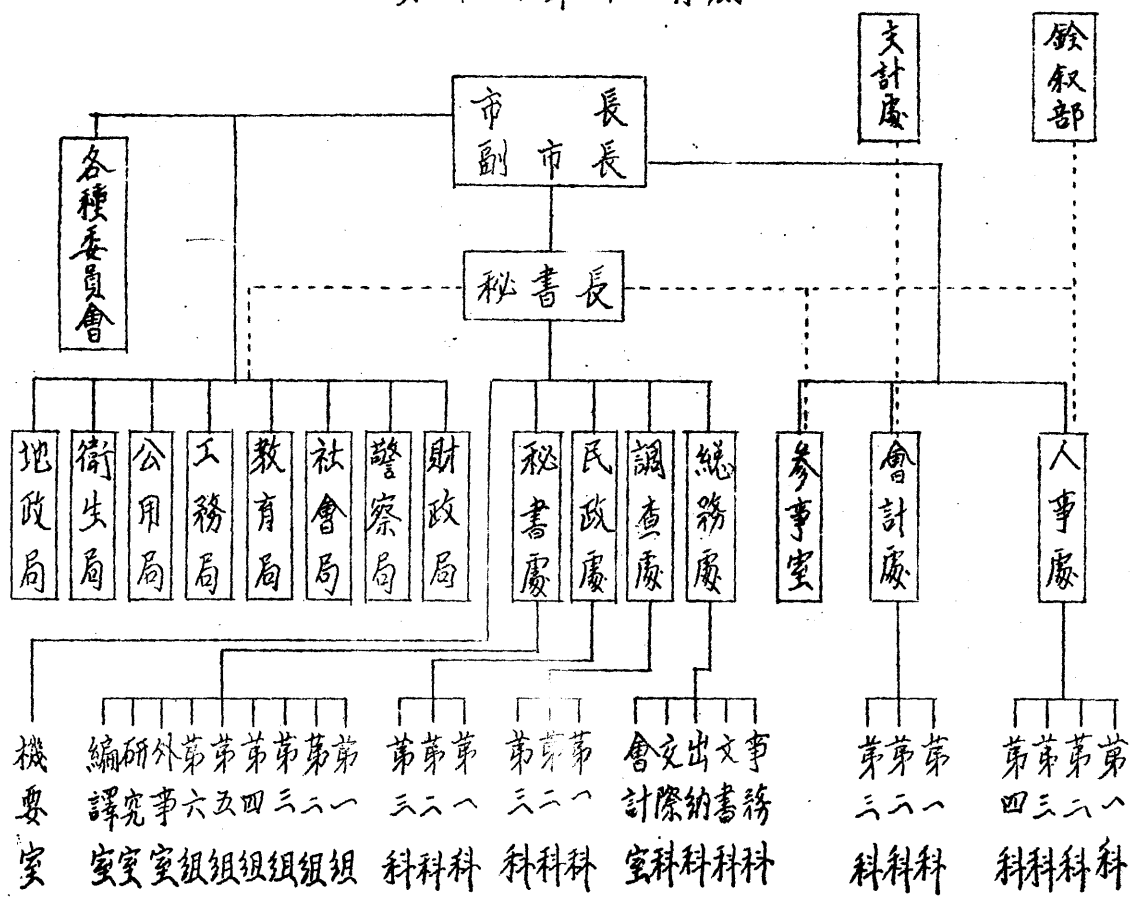 市長
副市長
秘書長
各種委員會
主計處
銓叙部
地政局
衛生局
公用局
工務局
教育局
社會局
警察局
財政局
秘書處
民政處
調查處
總務處
參事室
會計處
人事處
機要室
編譯室
研究室
外事室
第六組
第五組
第四組
第三組
第二組
第一組
第三科
第二科
第一科
第三科
第二科
第一科
會計室
交際科
出納科
文書科
事務科
第三科
第二科
第一科
第四科
第三科
第二科
第一科